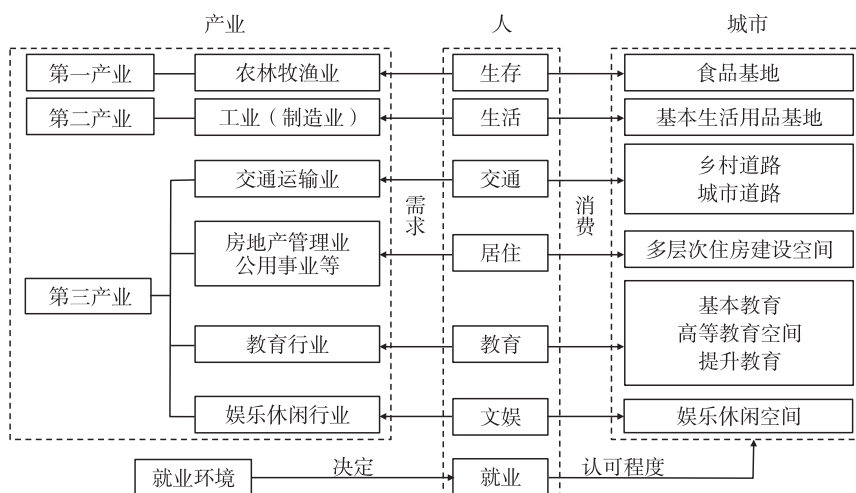 产业 人 城市
第一产业 农林牧渔业 生存 食品基地
第二产业 工业（制造业） 生活 基本生活用品基地
交通运输业 交通 乡村道路
城市道路
需求 消费
房地产管理业
公用事业等 居住 多层次住房建设空间
第三产业
教育行业 教育 基本教育
高等教育空间
提升教育
娱乐休闲行业 文娱 娱乐休闲空间
就业环境 决定 就业 认可程度